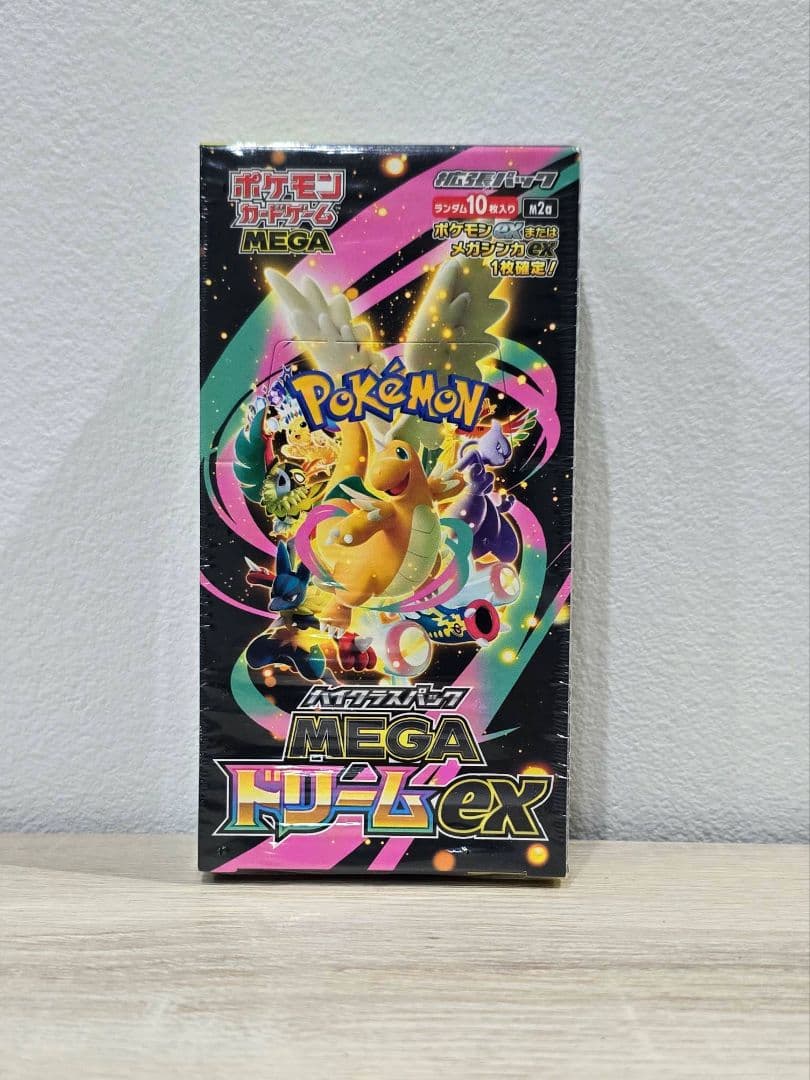 ポケモン
カードゲーム
MEGA
拡張パック
ランダム10枚入り M2a
ポケモンexまたは
メガシンカex
1枚確定!
POKéMON
ハイクラスパック
MEGA
ドリームex